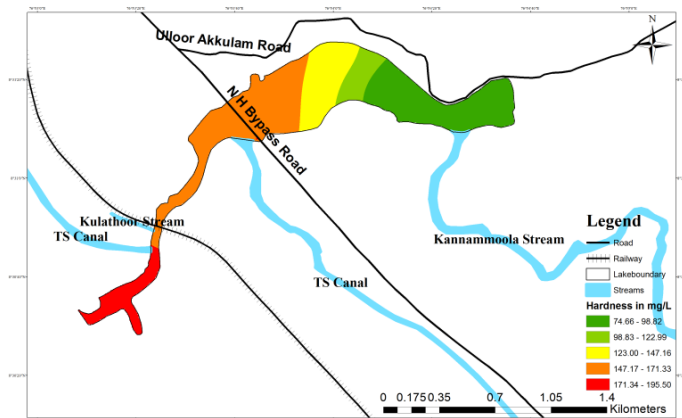 N
Ulloor Akkulam Road
N H Bypass Road
Kulathoor Stream
TS Canal
Kannammoola Stream
TS Canal
Legend
Road
Railway
Lakeboundary
Streams
Hardness in mg/L
74.66 - 98.82
98.83 - 122.99
123.00 - 147.16
147.17 - 171.33
171.34 - 195.50
0 0.175 0.35 0.7 1.05 1.4
Kilometers